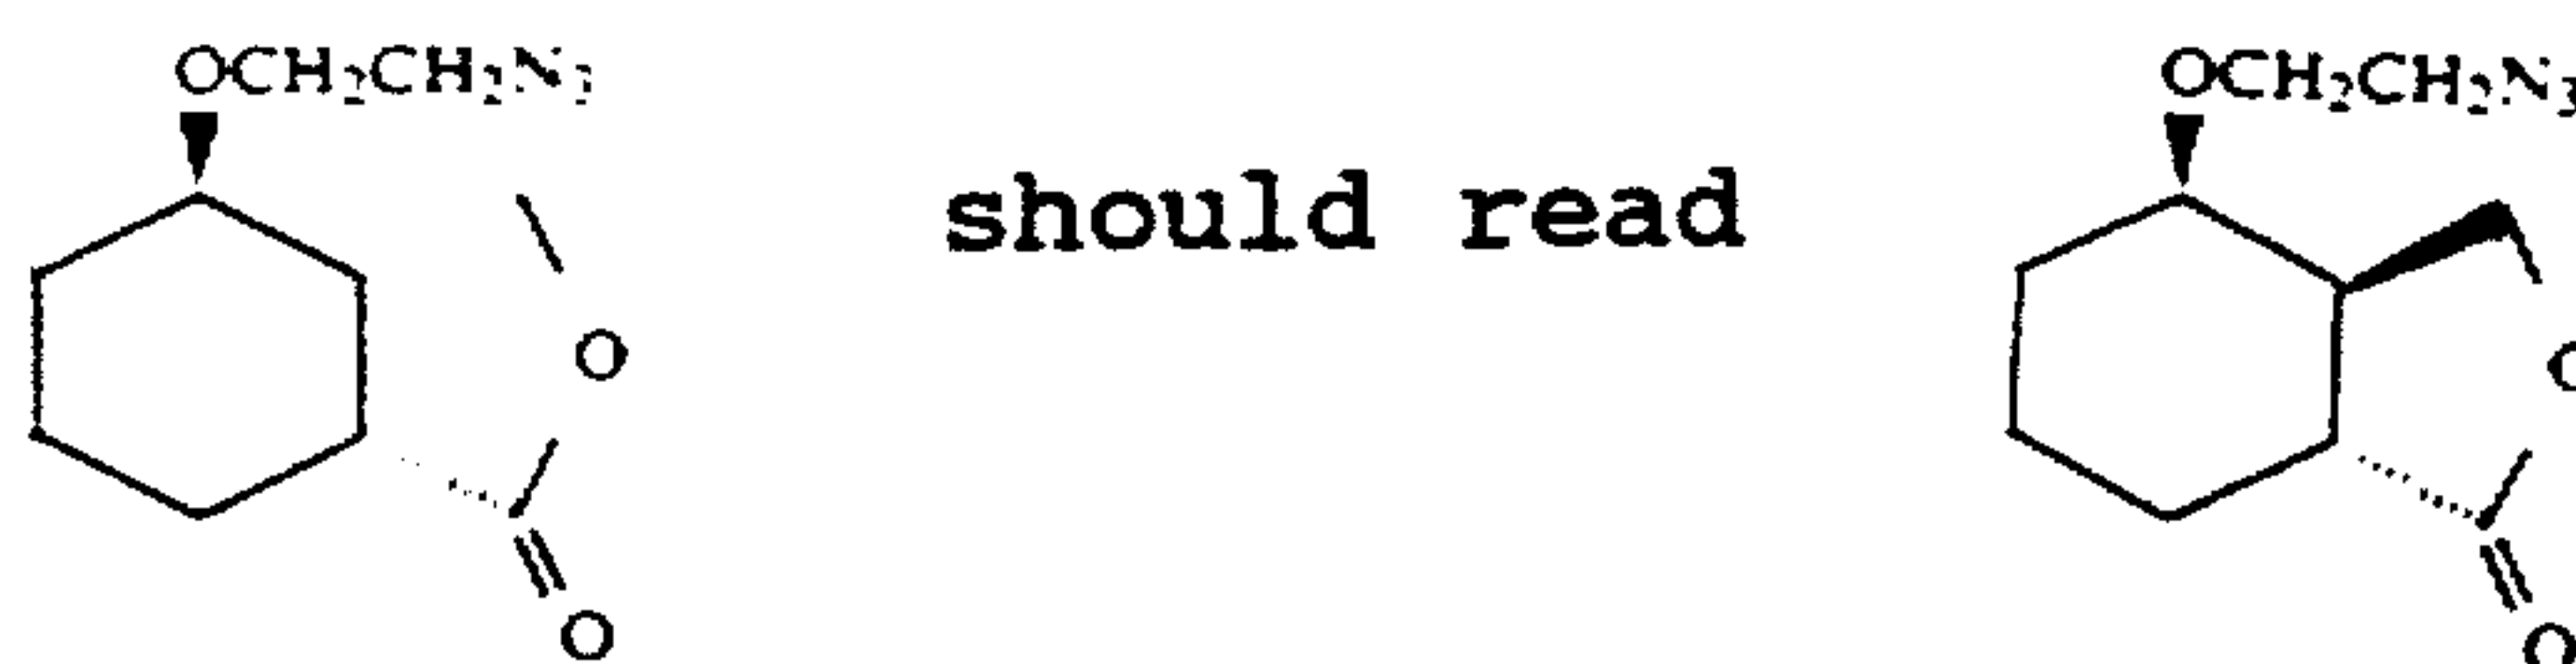 OCH₂CH₂N₃ OCH₂CH₂N₃
should read
O O
O O